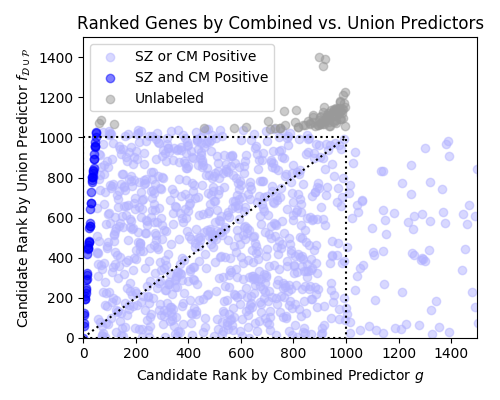 Ranked Genes by Combined vs. Union Predictors
SZ or CM Positive
SZ and CM Positive
Unlabeled
Candidate Rank by Union Predictor f_{𝒟∪𝒫}
1400
1200
1000
800
600
400
200
0
0 200 400 600 800 1000 1200 1400
Candidate Rank by Combined Predictor g